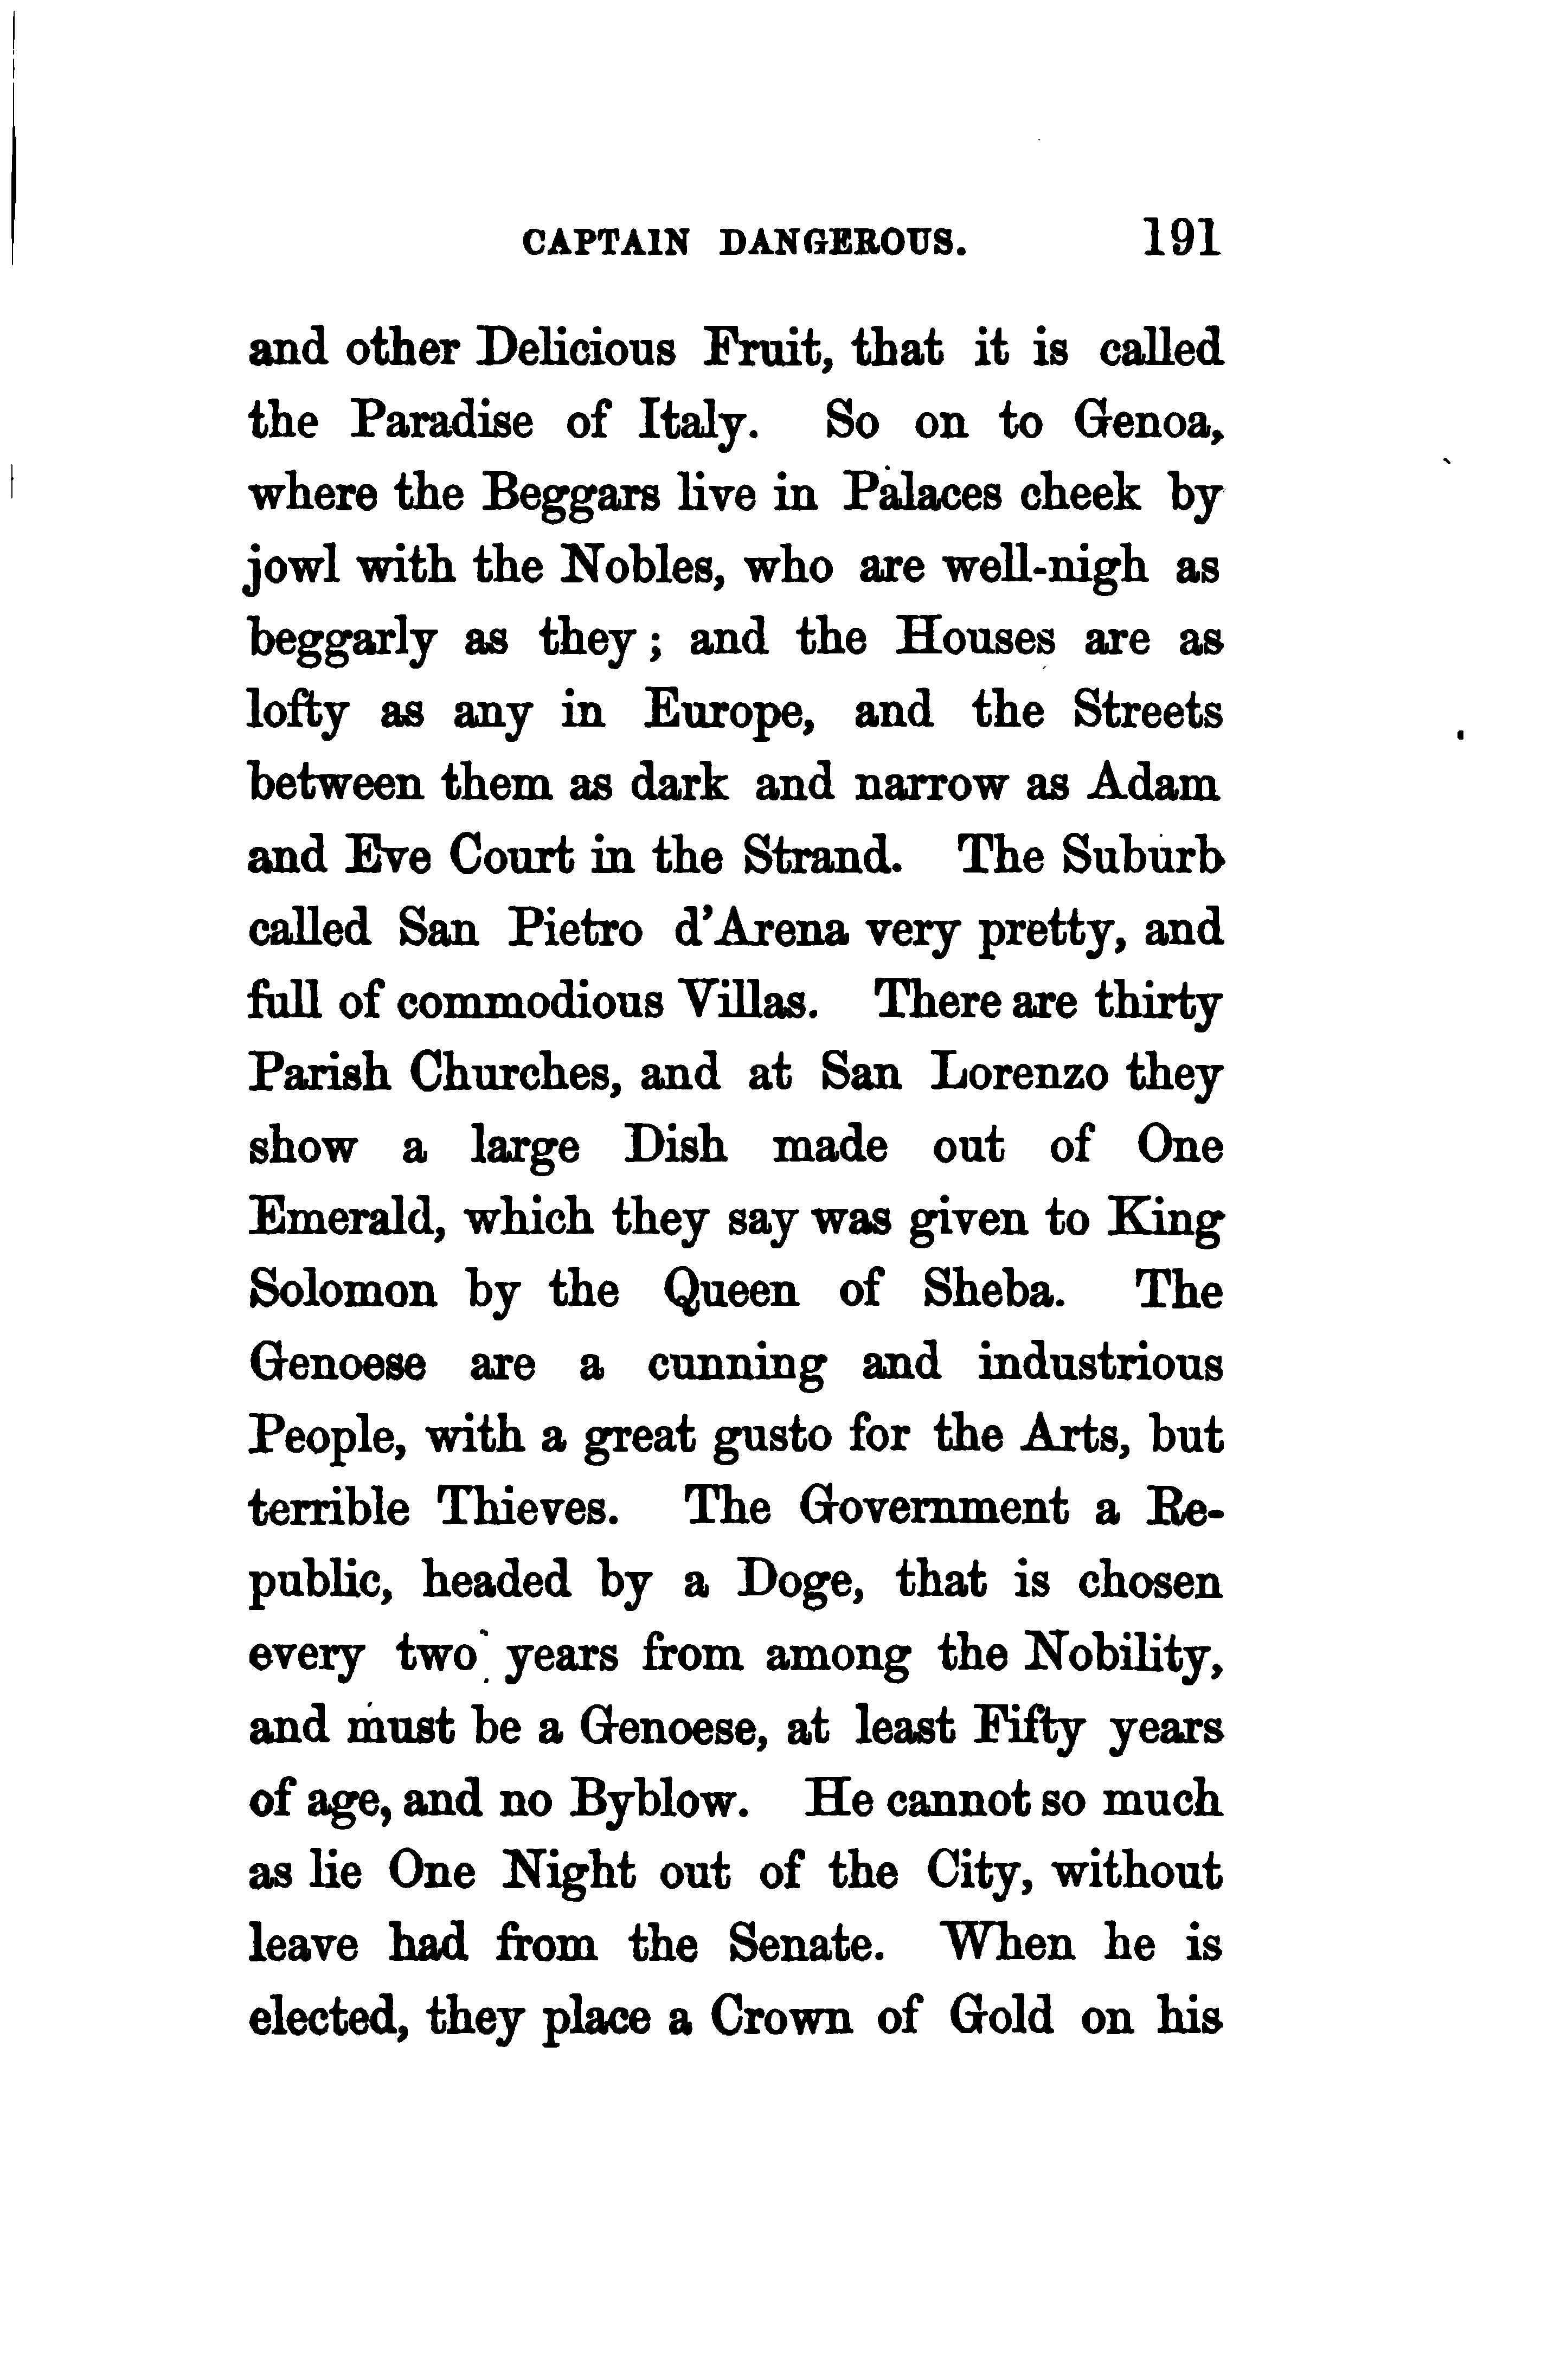 CAPTAIN DANGEROUS. 191
and other Delicious Fruit, that it is called
the Paradise of Italy. So on to Genoa,
where the Beggars live in Palaces cheek by
jowl with the Nobles, who are well-nigh as
beggarly as they; and the Houses are as
lofty as any in Europe, and the Streets
between them as dark and narrow as Adam
and Eve Court in the Strand. The Suburb
called San Pietro d'Arena very pretty, and
full of commodious Villas. There are thirty
Parish Churches, and at San Lorenzo they
show a large Dish made out of One
Emerald, which they say was given to King
Solomon by the Queen of Sheba. The
Genoese are a cunning and industrious
People, with a great gusto for the Arts, but
terrible Thieves. The Government a Re-
public, headed by a Doge, that is chosen
every two years from among the Nobility,
and must be a Genoese, at least Fifty years
of age, and no Byblow. He cannot so much
as lie One Night out of the City, without
leave had from the Senate. When he is
elected, they place a Crown of Gold on his